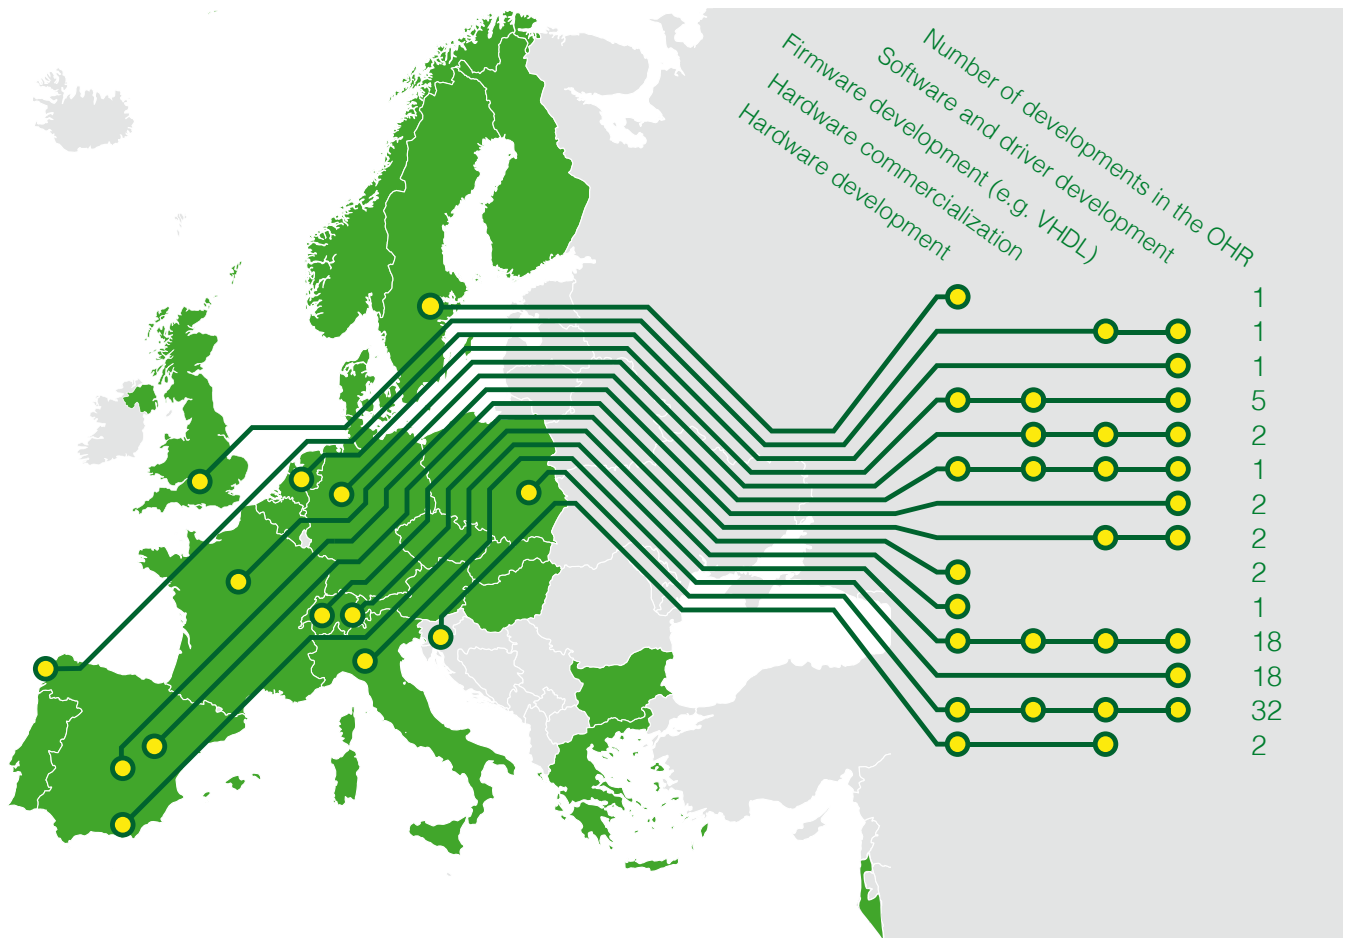 Number of developments in the OHR
Software and driver development
Firmware development (e.g. VHDL)
Hardware commercialization
Hardware development
1
1
1
5
2
1
2
2
2
1
18
18
32
2